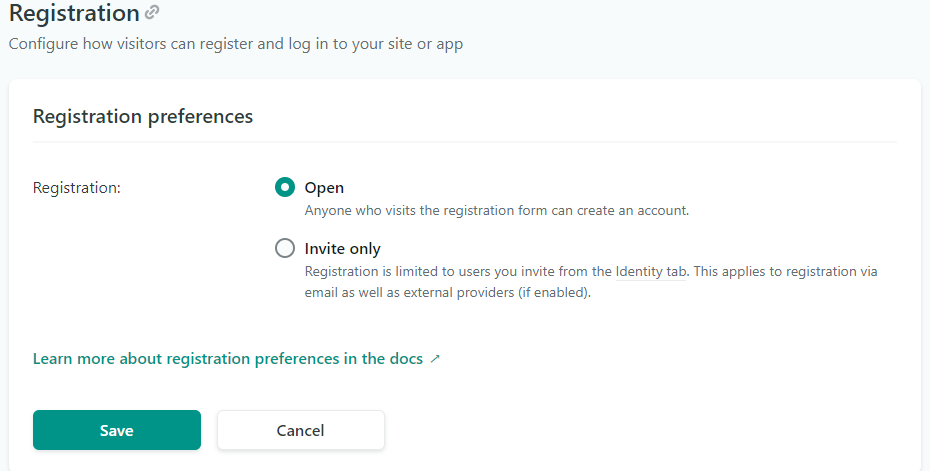 Registration
Configure how visitors can register and log in to your site or app
Registration preferences
Registration:
Open
Anyone who visits the registration form can create an account.
Invite only
Registration is limited to users you invite from the Identity tab. This applies to registration via
email as well as external providers (if enabled).
Learn more about registration preferences in the docs ↗
Save
Cancel